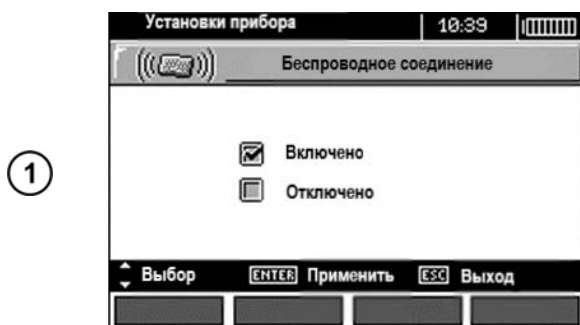 Установки прибора 10:39
Беспроводное соединение
Включено
1
Отключено
Выбор ENTER Применить ESC Выход